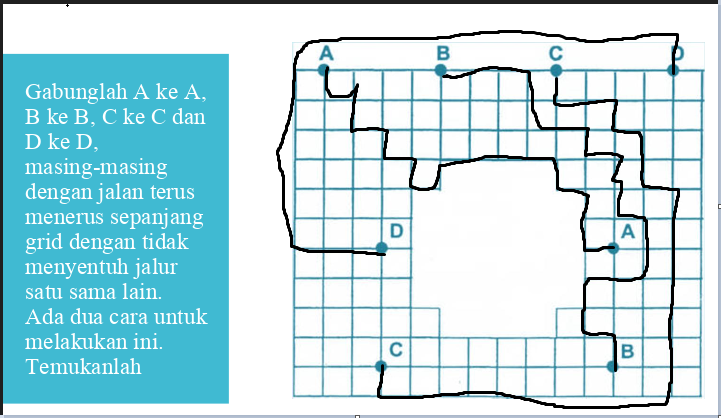 A B C D
Gabunglah A ke A,
B ke B, C ke C dan
D ke D,
masing-masing
dengan jalan terus
menerus sepanjang
grid dengan tidak
menyentuh jalur
satu sama lain.
Ada dua cara untuk
melakukan ini.
Temukanlah
D A
C B